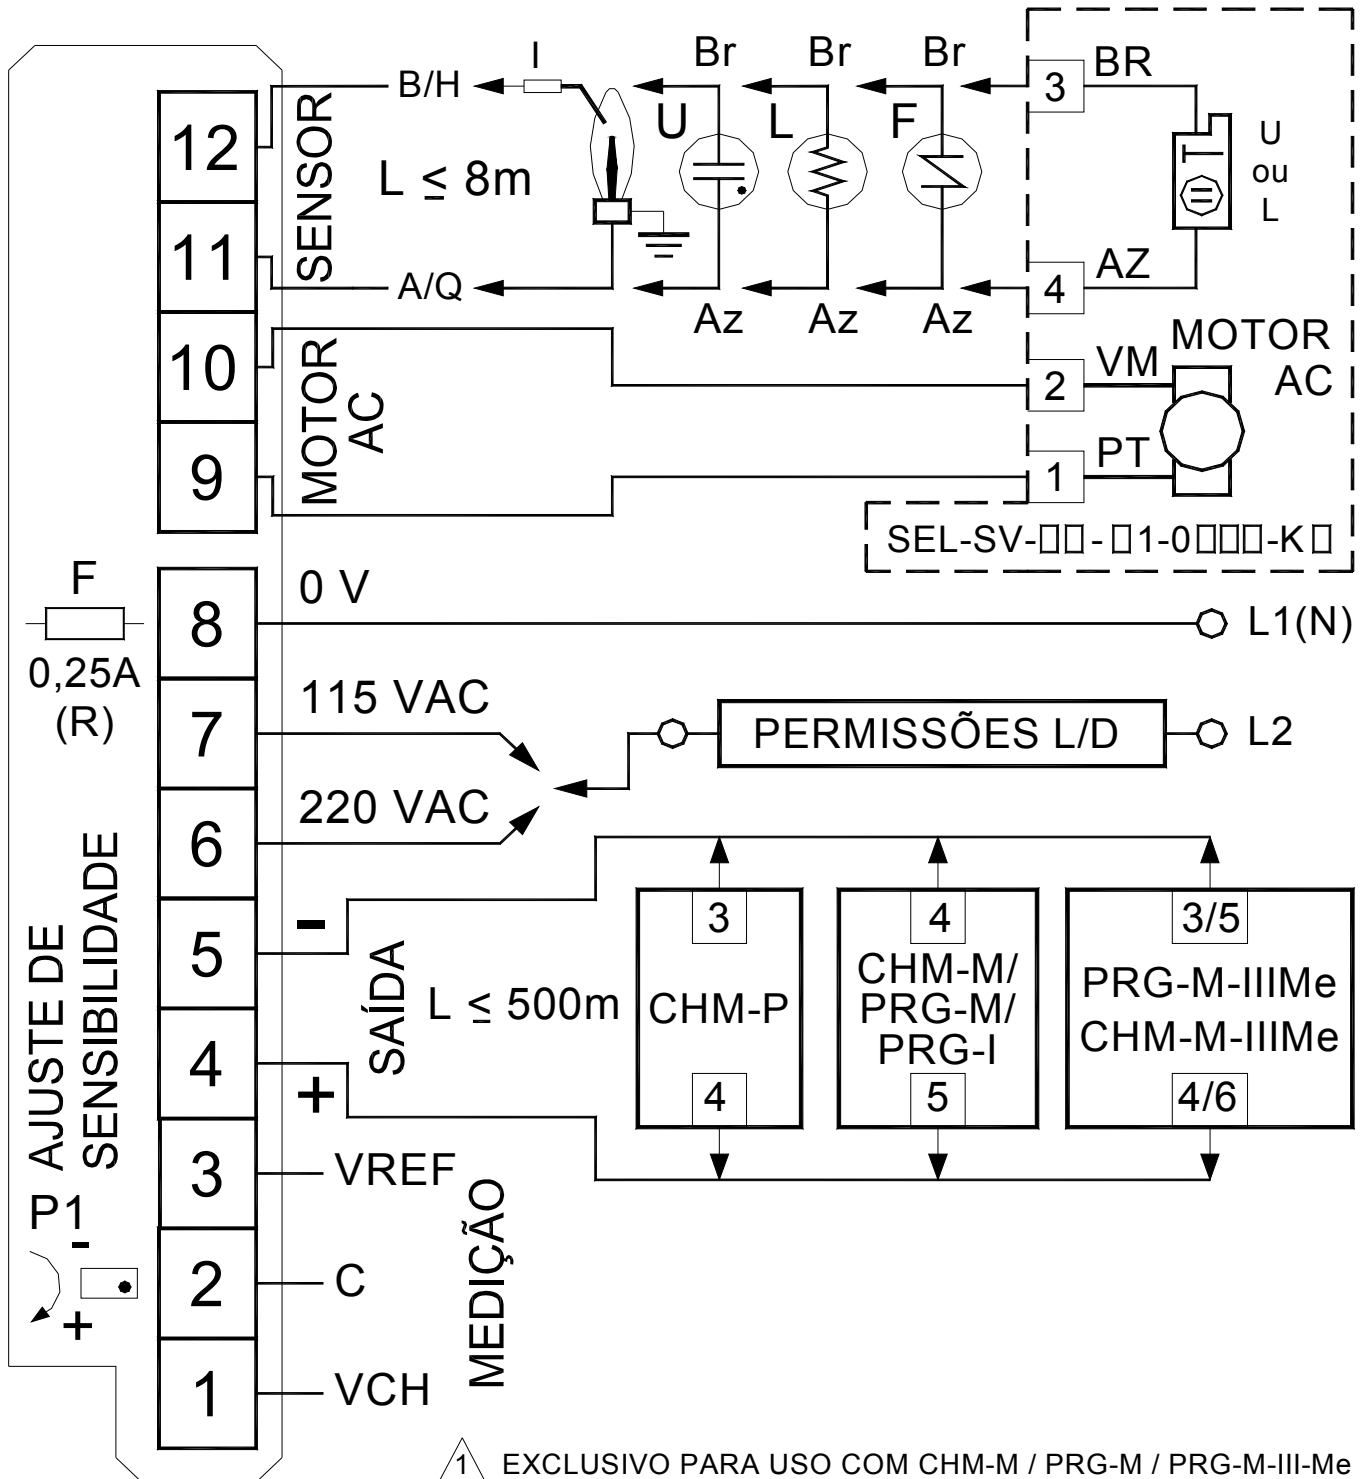 12
11
10
9
SENSOR
MOTOR
AC
B/H
I
L ≤ 8m
A/Q
Br
U
Az
Br
L
Az
Br
F
Az
3
BR
U
ou
L
4
AZ
MOTOR
AC
2
VM
1
PT
SEL-SV-□□-□1-0□□□-K□
F
0,25A
(R)
8
0 V
L1(N)
7
115 VAC
PERMISSÕES L/D
L2
6
220 VAC
AJUSTE DE
SENSIBILIDADE
P1
-
+
5
-
SAÍDA
L ≤ 500m
4
+
3
CHM-P
4
4
CHM-M/
PRG-M/
PRG-I
5
3/5
PRG-M-IIIMe
CHM-M-IIIMe
4/6
3
VREF
2
C
1
VCH
MEDIÇÃO
1 EXCLUSIVO PARA USO COM CHM-M / PRG-M / PRG-M-III-Me